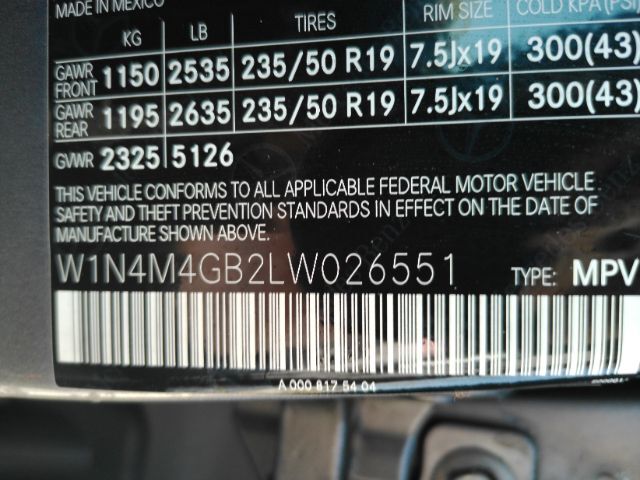 MADE IN MEXICO
KG LB TIRES RIM SIZE COLD KPA(PSI
GAWR FRONT 1150 2535 235/50 R19 7.5Jx19 300(43)
GAWR REAR 1195 2635 235/50 R19 7.5Jx19 300(43)
GVWR 2325 5126
THIS VEHICLE CONFORMS TO ALL APPLICABLE FEDERAL MOTOR VEHICLE
SAFETY AND THEFT PREVENTION STANDARDS IN EFFECT ON THE DATE OF
MANUFACTURE SHOWN ABOVE.
W1N4M4GB2LW026551 TYPE: MPV
A 000 817 54 04